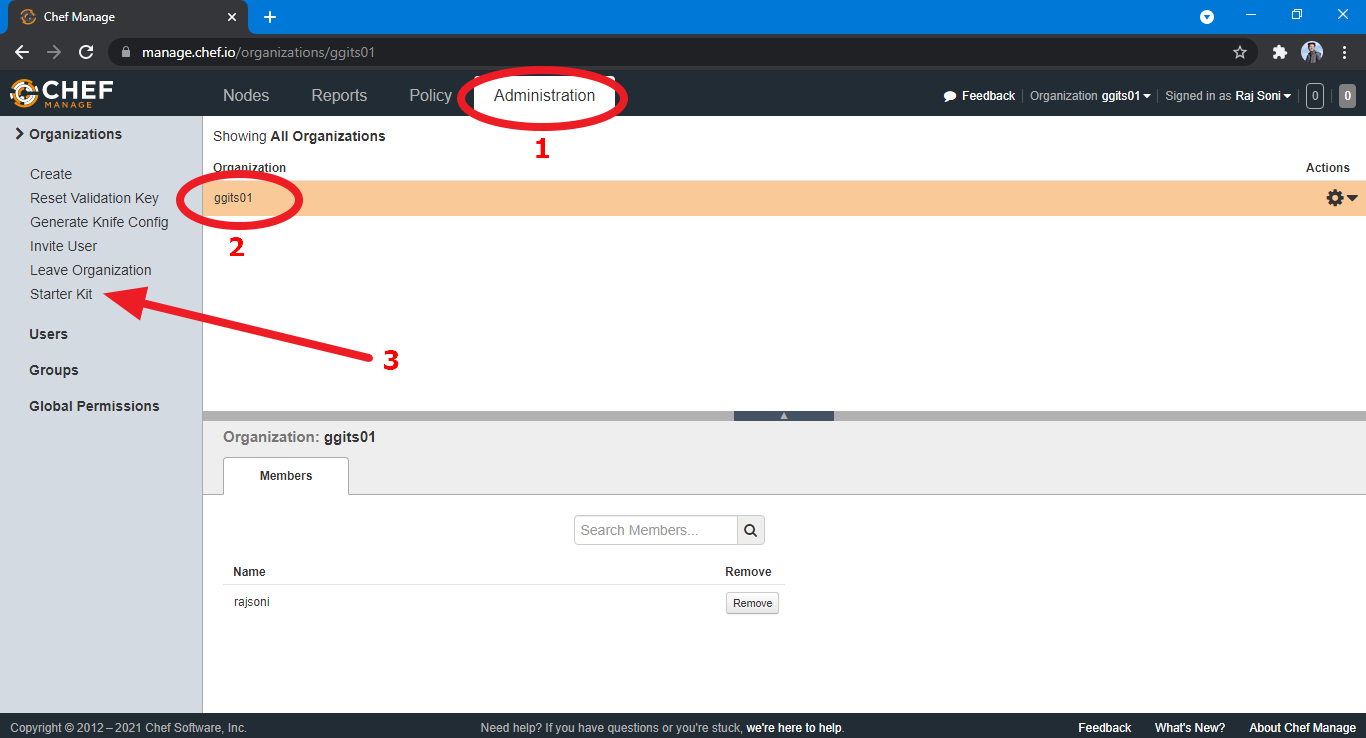 Chef Manage
manage.chef.io/organizations/ggits01
CHEF
MANAGE
Nodes Reports Policy Administration Feedback Organization ggits01 Signed in as Raj Soni 0 0
1
Organizations
Create
Reset Validation Key
Generate Knife Config
Invite User
Leave Organization
Starter Kit
Users
Groups
Global Permissions
Showing All Organizations
Organization Actions
ggits01
2
3
Organization: ggits01
Members
Search Members...
Name Remove
rajsoni Remove
Copyright © 2012 – 2021 Chef Software, Inc. Need help? If you have questions or you're stuck, we're here to help. Feedback What's New? About Chef Manage